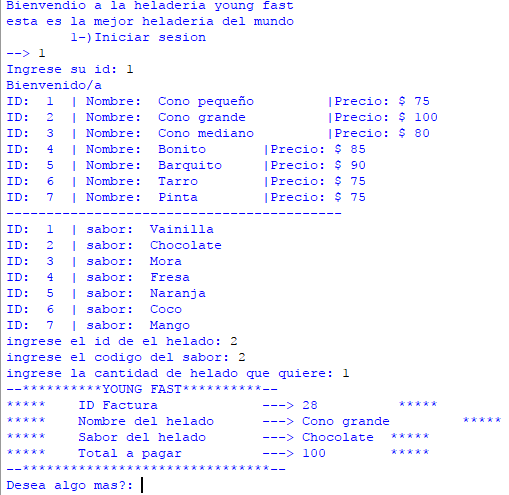 Bienvendio a la heladeria young fast
esta es la mejor heladeria del mundo
1-)Iniciar sesion
--> 1
Ingrese su id: 1
Bienvenido/a
ID:  1  | Nombre:  Cono pequeño         |Precio: $ 75
ID:  2  | Nombre:  Cono grande          |Precio: $ 100
ID:  3  | Nombre:  Cono mediano         |Precio: $ 80
ID:  4  | Nombre:  Bonito       |Precio: $ 85
ID:  5  | Nombre:  Barquito     |Precio: $ 90
ID:  6  | Nombre:  Tarro        |Precio: $ 75
ID:  7  | Nombre:  Pinta        |Precio: $ 75
------------------------------------------
ID:  1  | sabor:  Vainilla
ID:  2  | sabor:  Chocolate
ID:  3  | sabor:  Mora
ID:  4  | sabor:  Fresa
ID:  5  | sabor:  Naranja
ID:  6  | sabor:  Coco
ID:  7  | sabor:  Mango
ingrese el id de el helado: 2
ingrese el codigo del sabor: 2
ingrese la cantidad de helado que quiere: 1
--**********YOUNG FAST**********--
*****    ID Factura             ---> 28          *****
*****    Nombre del helado      ---> Cono grande         *****
*****    Sabor del helado       ---> Chocolate  *****
*****    Total a pagar          ---> 100        *****
--*******************************--
Desea algo mas?: